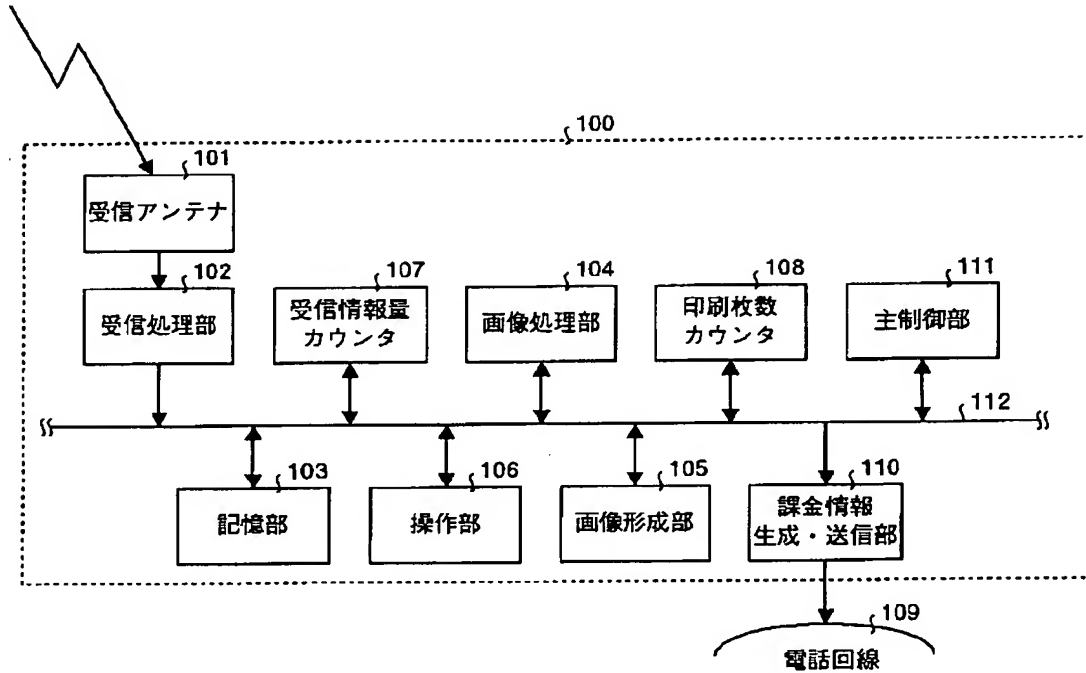 100
101
受信アンテナ
102
受信処理部
107
受信情報量
カウンタ
104
画像処理部
108
印刷枚数
カウンタ
111
主制御部
112
103
記憶部
106
操作部
105
画像形成部
110
課金情報
生成・送信部
109
電話回線